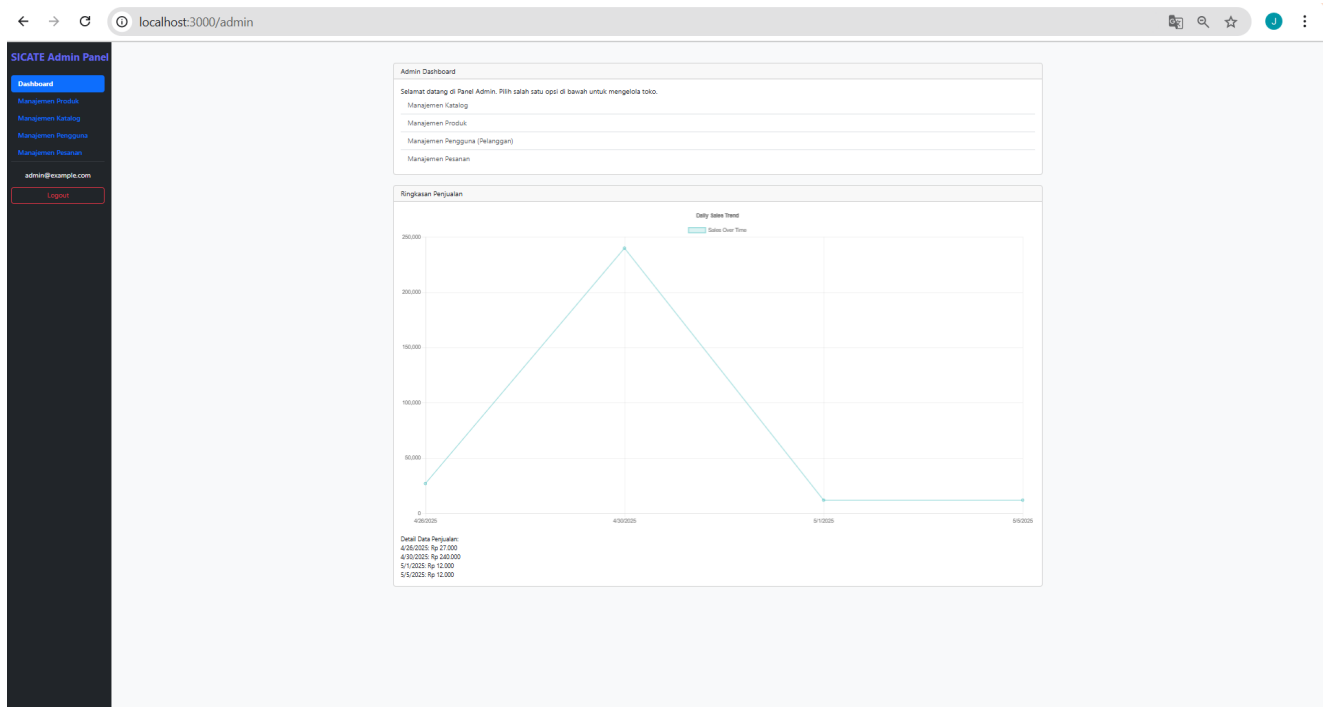 localhost:3000/admin
J
SICATE Admin Panel
Dashboard
Manajemen Produk
Manajemen Katalog
Manajemen Pengguna
Manajemen Pesanan
admin@example.com
Logout
Admin Dashboard
Selamat datang di Panel Admin. Pilih salah satu opsi di bawah untuk mengelola toko.
Manajemen Katalog
Manajemen Produk
Manajemen Pengguna (Pelanggan)
Manajemen Pesanan
Ringkasan Penjualan
Daily Sales Trend
Sales Over Time
250,000
200,000
150,000
100,000
50,000
0
4/26/2025 4/30/2025 5/1/2025 5/5/2025
Detail Data Penjualan:
4/26/2025: Rp 27.000
4/30/2025: Rp 240.000
5/1/2025: Rp 12.000
5/5/2025: Rp 12.000